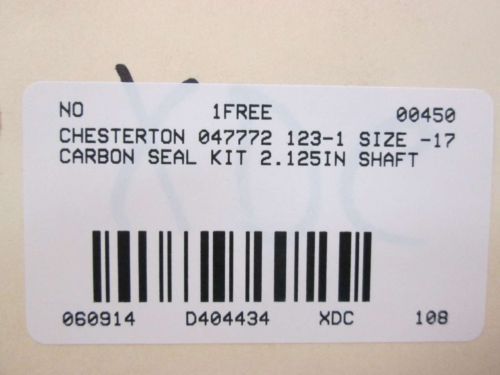 NO 1FREE 00450
CHESTERTON 047772 123-1 SIZE -17
CARBON SEAL KIT 2.125IN SHAFT
XDC
060914 D404434 XDC 108